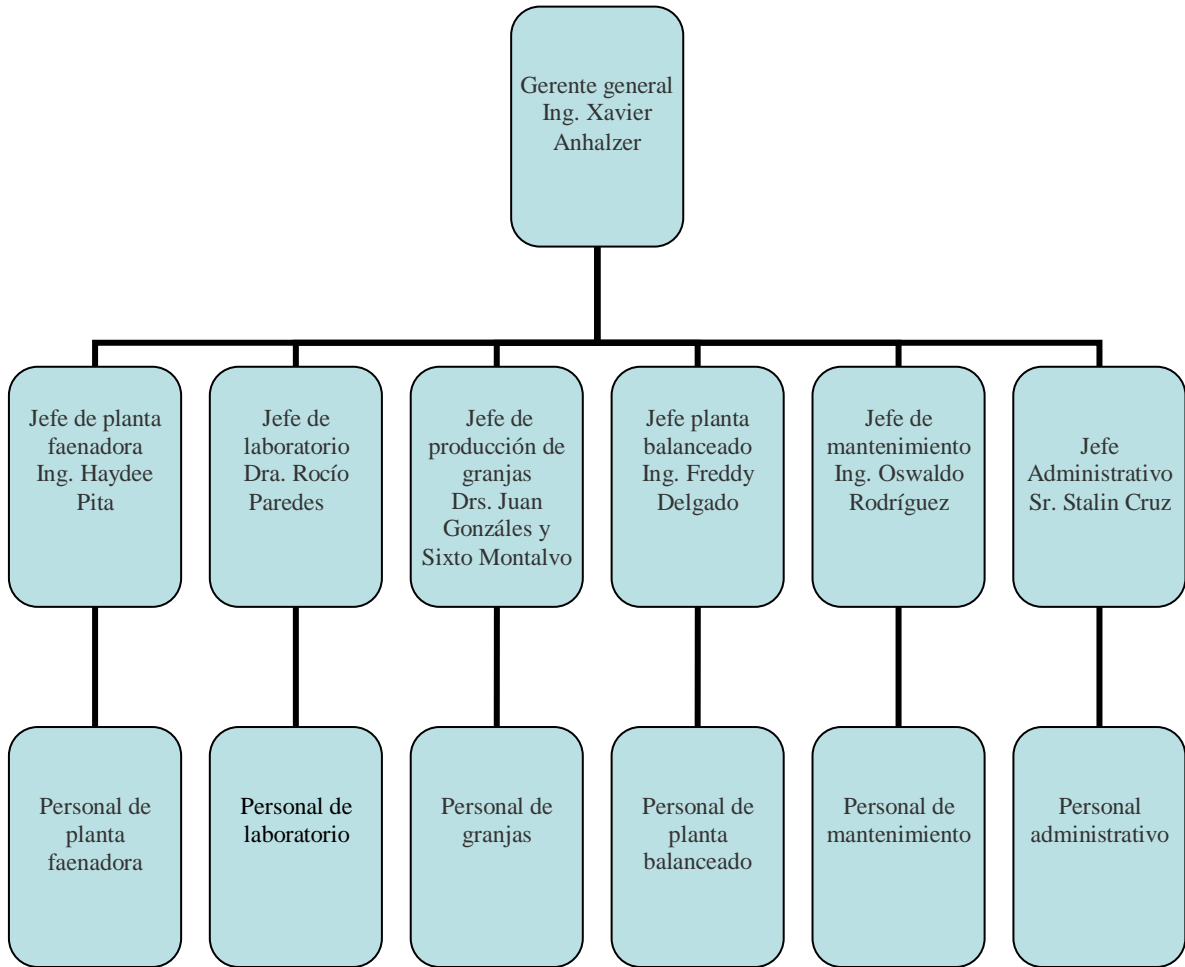 Gerente general
Ing. Xavier
Anhalzer
Jefe de planta
faenadora
Ing. Haydee
Pita
Jefe de
laboratorio
Dra. Rocío
Paredes
Jefe de
producción de
granjas
Drs. Juan
Gonzáles y
Sixto Montalvo
Jefe planta
balanceado
Ing. Freddy
Delgado
Jefe de
mantenimiento
Ing. Oswaldo
Rodríguez
Jefe
Administrativo
Sr. Stalin Cruz
Personal de
planta
faenadora
Personal de
laboratorio
Personal de
granjas
Personal de
planta
balanceado
Personal de
mantenimiento
Personal
administrativo